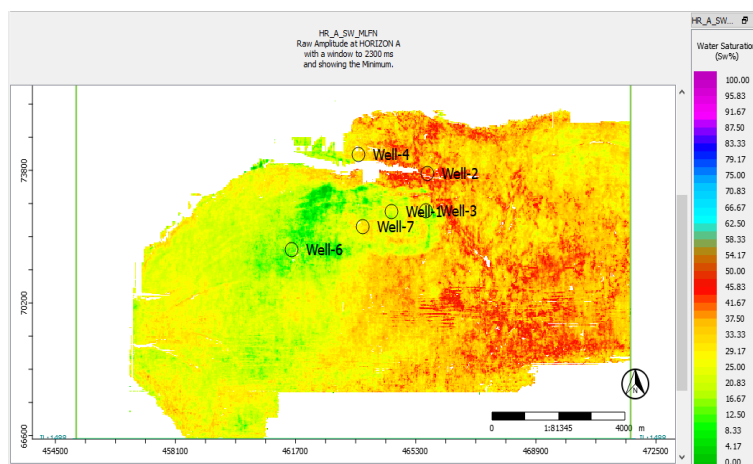 HR_A_SW_MLFN
Raw Amplitude at HORIZON A
with a window to 2300 ms
and showing the Minimum.
HR_A_SW...
Water Saturation
(Sw%)
100.00
95.83
91.67
87.50
83.33
79.17
75.00
70.83
66.67
62.50
58.33
54.17
50.00
45.83
41.67
37.50
33.33
29.17
25.00
20.83
16.67
12.50
8.33
4.17
0.00
73800
70200
66600
Well-4
Well-2
Well-1
Well-3
Well-7
Well-6
N
0
1:81345
4000 m
454500
458100
461700
465300
468900
472500